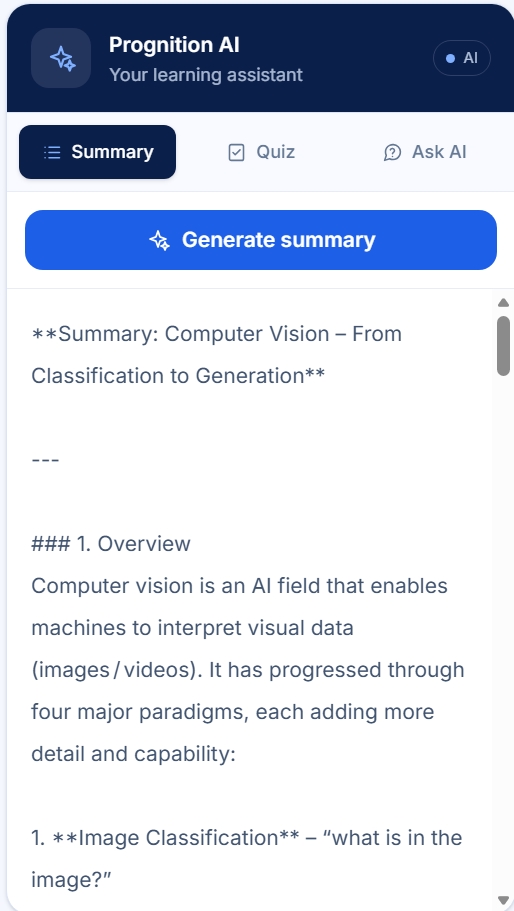 Prognition AI
Your learning assistant
AI
Summary
Quiz
Ask AI
Generate summary
**Summary: Computer Vision – From
Classification to Generation**
---
### 1. Overview
Computer vision is an AI field that enables
machines to interpret visual data
(images / videos). It has progressed through
four major paradigms, each adding more
detail and capability:
1. **Image Classification** – “what is in the
image?”